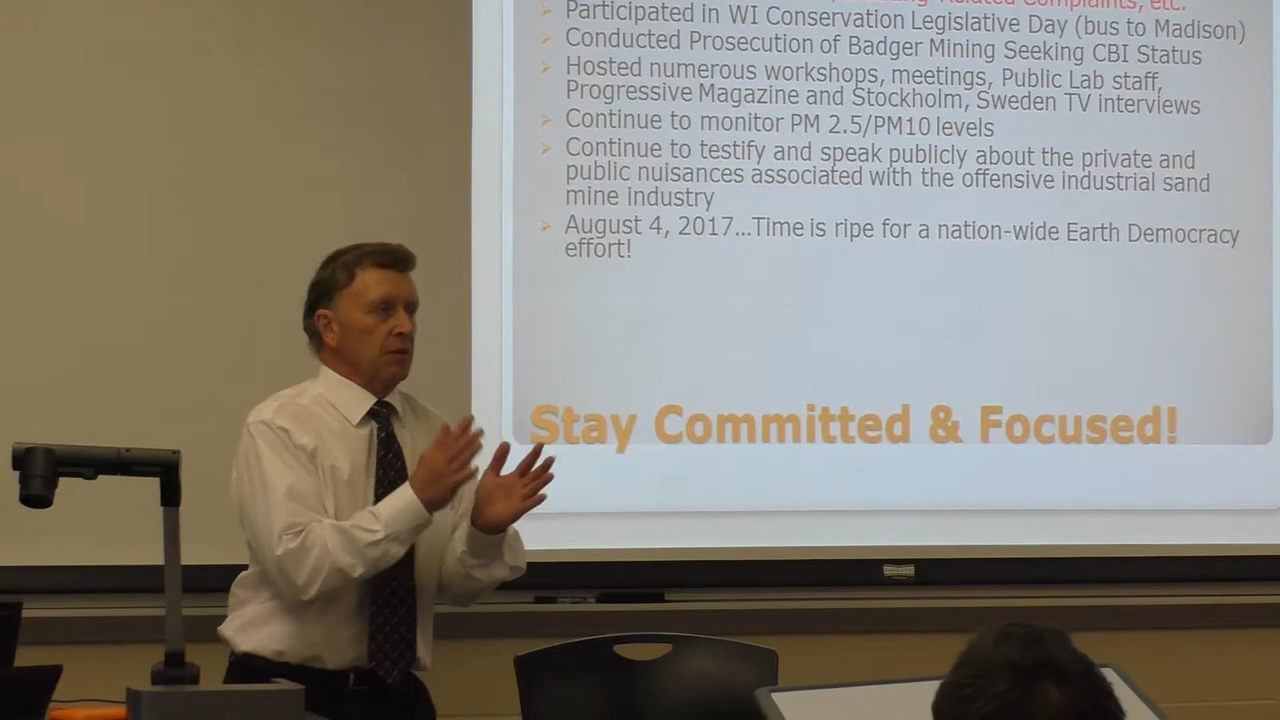 Related Complaints, etc.
Participated in WI Conservation Legislative Day (bus to Madison)
Conducted Prosecution of Badger Mining Seeking CBI Status
Hosted numerous workshops, meetings, Public Lab staff,
Progressive Magazine and Stockholm, Sweden TV interviews
Continue to monitor PM 2.5/PM10 levels
Continue to testify and speak publicly about the private and
public nuisances associated with the offensive industrial sand
mine industry
August 4, 2017...Time is ripe for a nation-wide Earth Democracy
effort!
Stay Committed & Focused!